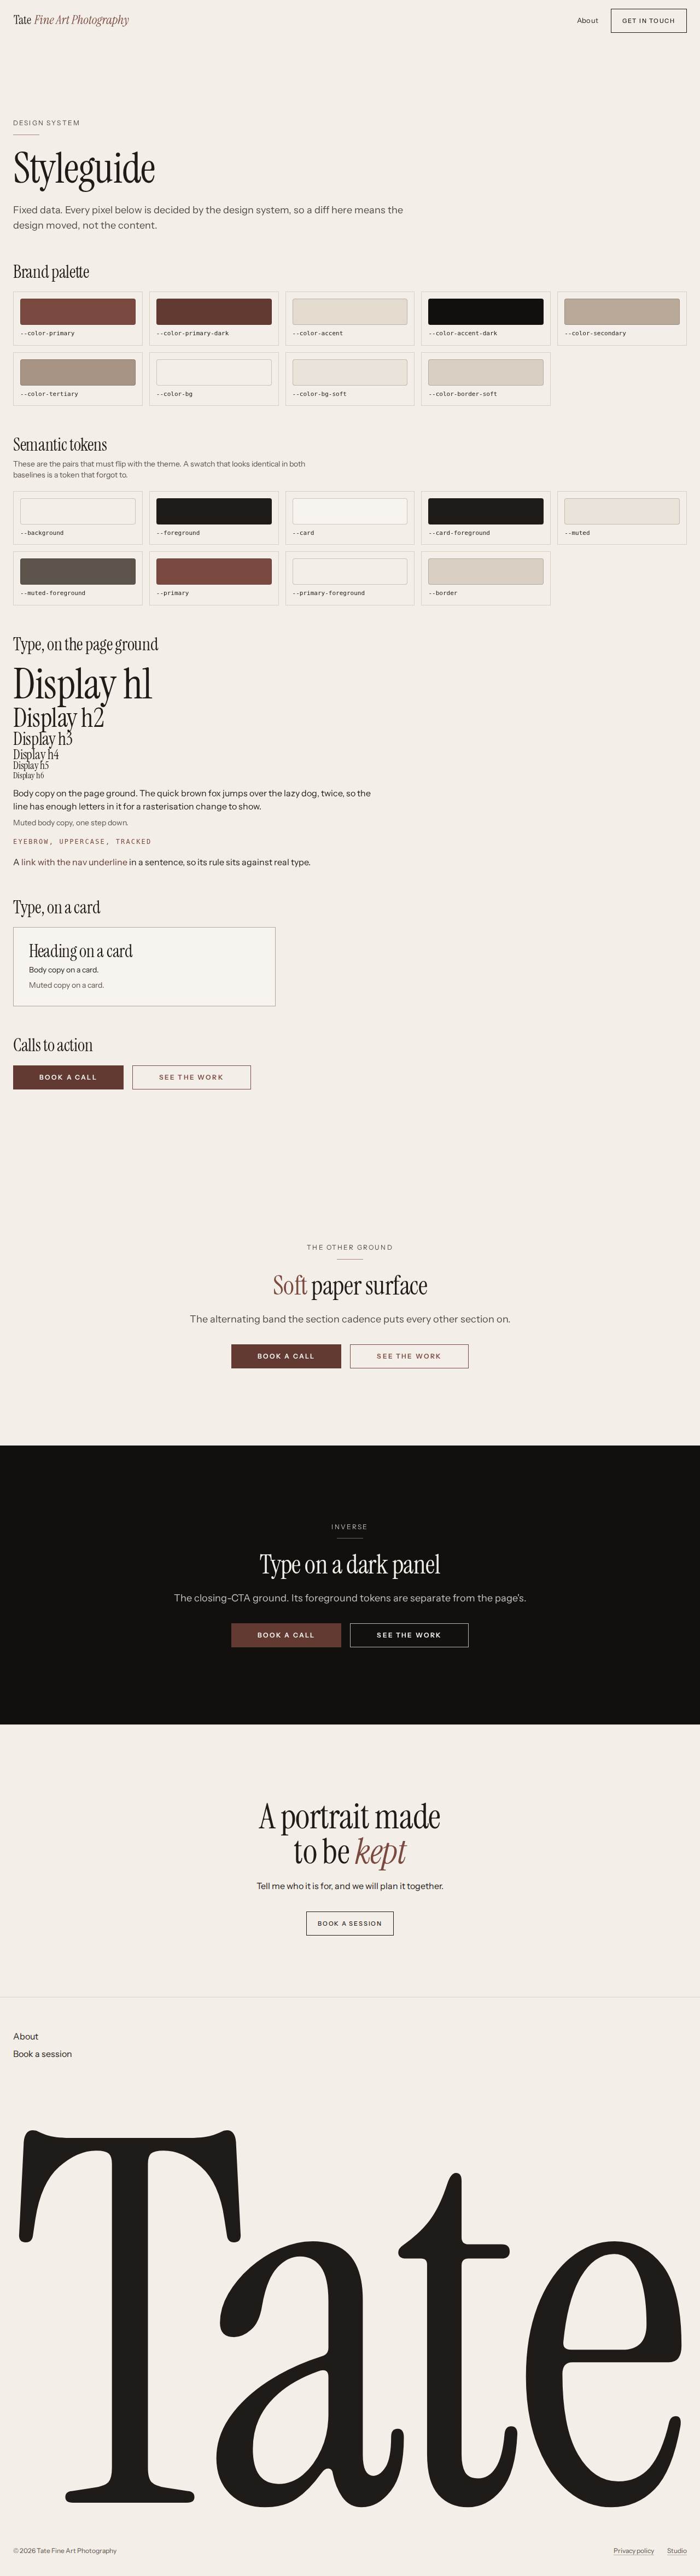 Tate Fine Art Photography
About
GET IN TOUCH
DESIGN SYSTEM
Styleguide
Fixed data. Every pixel below is decided by the design system, so a diff here means the
design moved, not the content.
Brand palette
--color-primary
--color-primary-dark
--color-accent
--color-accent-dark
--color-secondary
--color-tertiary
--color-bg
--color-bg-soft
--color-border-soft
Semantic tokens
These are the pairs that must flip with the theme. A swatch that looks identical in both
baselines is a token that forgot to.
--background
--foreground
--card
--card-foreground
--muted
--muted-foreground
--primary
--primary-foreground
--border
Type, on the page ground
Display h1
Display h2
Display h3
Display h4
Display h5
Display h6
Body copy on the page ground. The quick brown fox jumps over the lazy dog, twice, so the
line has enough letters in it for a rasterisation change to show.
Muted body copy, one step down.
EYEBROW, UPPERCASE, TRACKED
A link with the nav underline in a sentence, so its rule sits against real type.
Type, on a card
Heading on a card
Body copy on a card.
Muted copy on a card.
Calls to action
BOOK A CALL
SEE THE WORK
THE OTHER GROUND
Soft paper surface
The alternating band the section cadence puts every other section on.
BOOK A CALL
SEE THE WORK
INVERSE
Type on a dark panel
The closing-CTA ground. Its foreground tokens are separate from the page's.
BOOK A CALL
SEE THE WORK
A portrait made
to be kept
Tell me who it is for, and we will plan it together.
BOOK A SESSION
About
Book a session
Tate
© 2026 Tate Fine Art Photography
Privacy policy
Studio